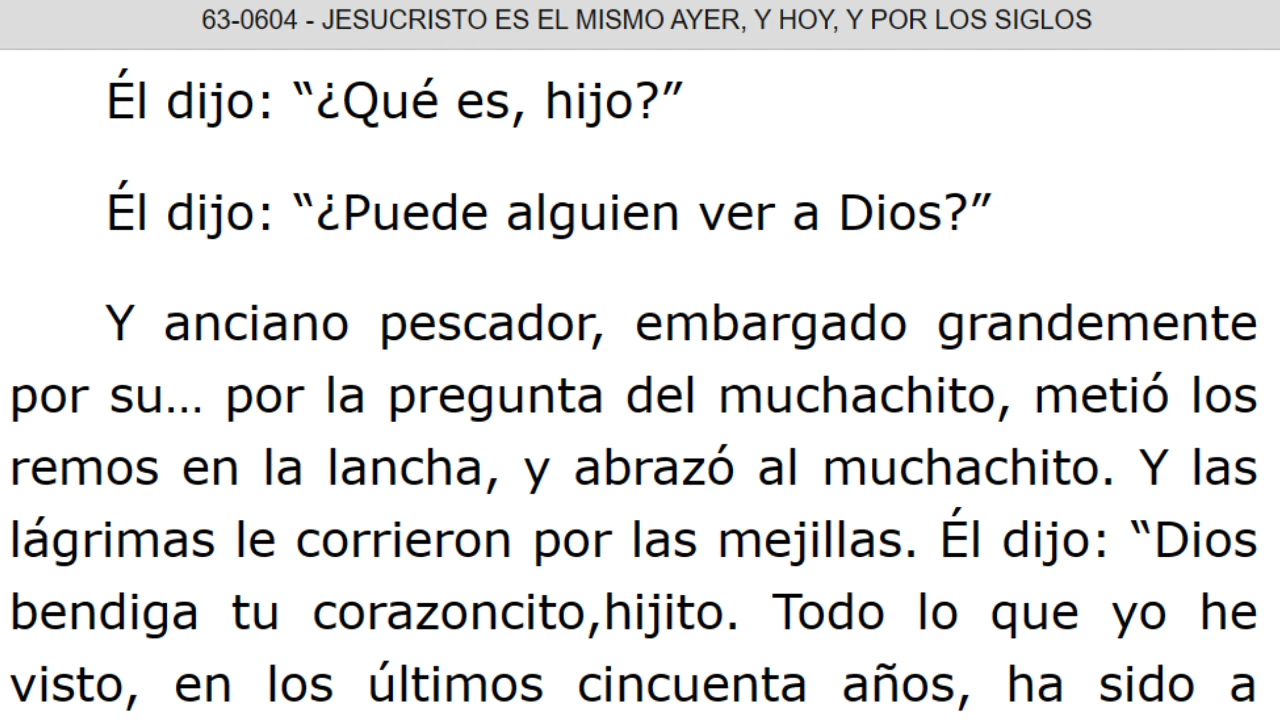 63-0604 - JESUCRISTO ES EL MISMO AYER, Y HOY, Y POR LOS SIGLOS
Él dijo: “¿Qué es, hijo?”
Él dijo: “¿Puede alguien ver a Dios?”
Y anciano pescador, embargado grandemente
por su… por la pregunta del muchachito, metió los
remos en la lancha, y abrazó al muchachito. Y las
lágrimas le corrieron por las mejillas. Él dijo: “Dios
bendiga tu corazoncito,hijito. Todo lo que yo he
visto, en los últimos cincuenta años, ha sido a